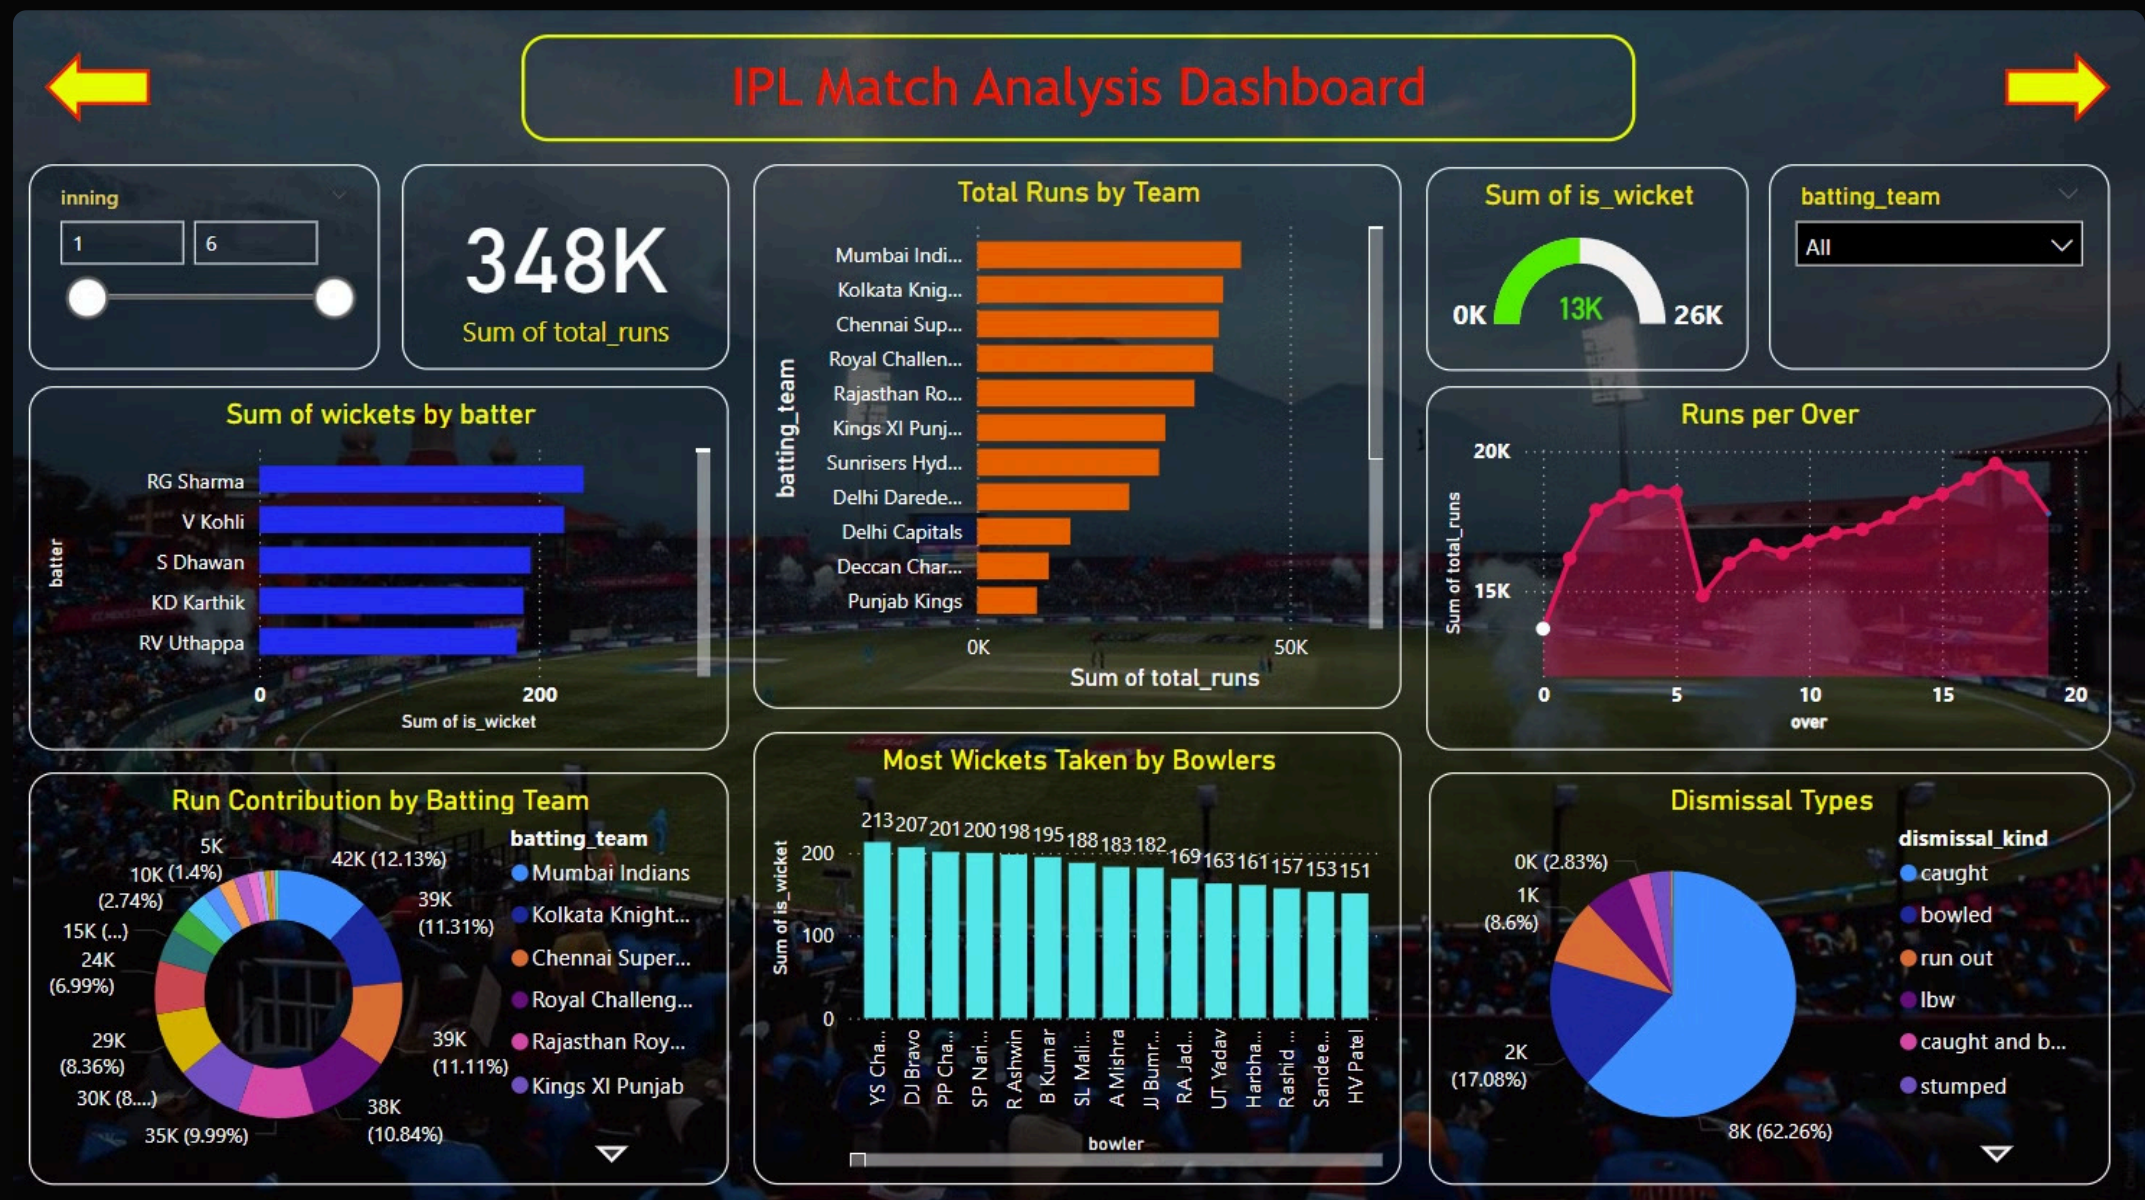 IPL Match Analysis Dashboard
inning
1
6
348K
Sum of total_runs
Total Runs by Team
batting_team
Mumbai Indi...
Kolkata Knig...
Chennai Sup...
Royal Challen...
Rajasthan Ro...
Kings XI Punj...
Sunrisers Hyd...
Delhi Darede...
Delhi Capitals
Deccan Char...
Punjab Kings
0K
50K
Sum of total_runs
Sum of is_wicket
0K
13K
26K
batting_team
All
Sum of wickets by batter
batter
RG Sharma
V Kohli
S Dhawan
KD Karthik
RV Uthappa
0
200
Sum of is_wicket
Runs per Over
Sum of total_runs
20K
15K
0
5
10
15
20
over
Run Contribution by Batting Team
42K (12.13%)
39K
(11.31%)
39K
(11.11%)
38K
(10.84%)
35K (9.99%)
30K (8....)
29K
(8.36%)
24K
(6.99%)
15K (...)
10K
(2.74%)
5K
(1.4%)
batting_team
Mumbai Indians
Kolkata Knight...
Chennai Super...
Royal Challeng...
Rajasthan Roy...
Kings XI Punjab
Most Wickets Taken by Bowlers
Sum of is_wicket
200
100
0
213 207 201 200 198 195 188 183 182 169 163 161 157 153 151
YS Cha...
DJ Bravo
PP Cha...
SP Nari...
R Ashwin
B Kumar
SL Mali...
A Mishra
JJ Bumr...
RA Jad...
UT Yadav
Harbha...
Rashid ...
Sandee...
HV Patel
bowler
Dismissal Types
0K (2.83%)
1K
(8.6%)
2K
(17.08%)
8K (62.26%)
dismissal_kind
caught
bowled
run out
lbw
caught and b...
stumped